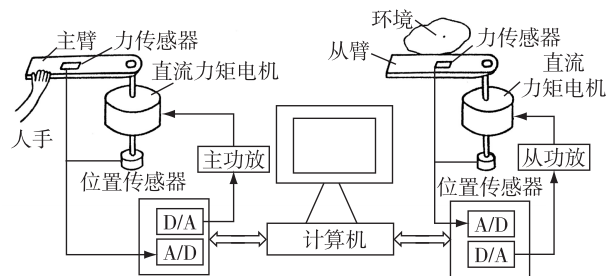 主臂
力传感器
直流力矩电机
人手
主功放
位置传感器
D/A
A/D
计算机
环境
从臂
力传感器
直流
力矩电机
从功放
位置传感器
A/D
D/A